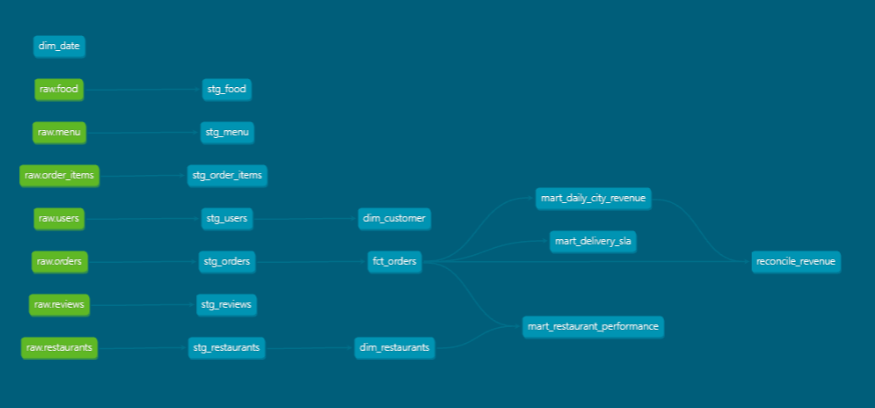 dim_date
raw.food
stg_food
raw.menu
stg_menu
raw.order_items
stg_order_items
mart_daily_city_revenue
raw.users
stg_users
dim_customer
mart_delivery_sla
raw.orders
stg_orders
fct_orders
reconcile_revenue
raw.reviews
stg_reviews
mart_restaurant_performance
raw.restaurants
stg_restaurants
dim_restaurants